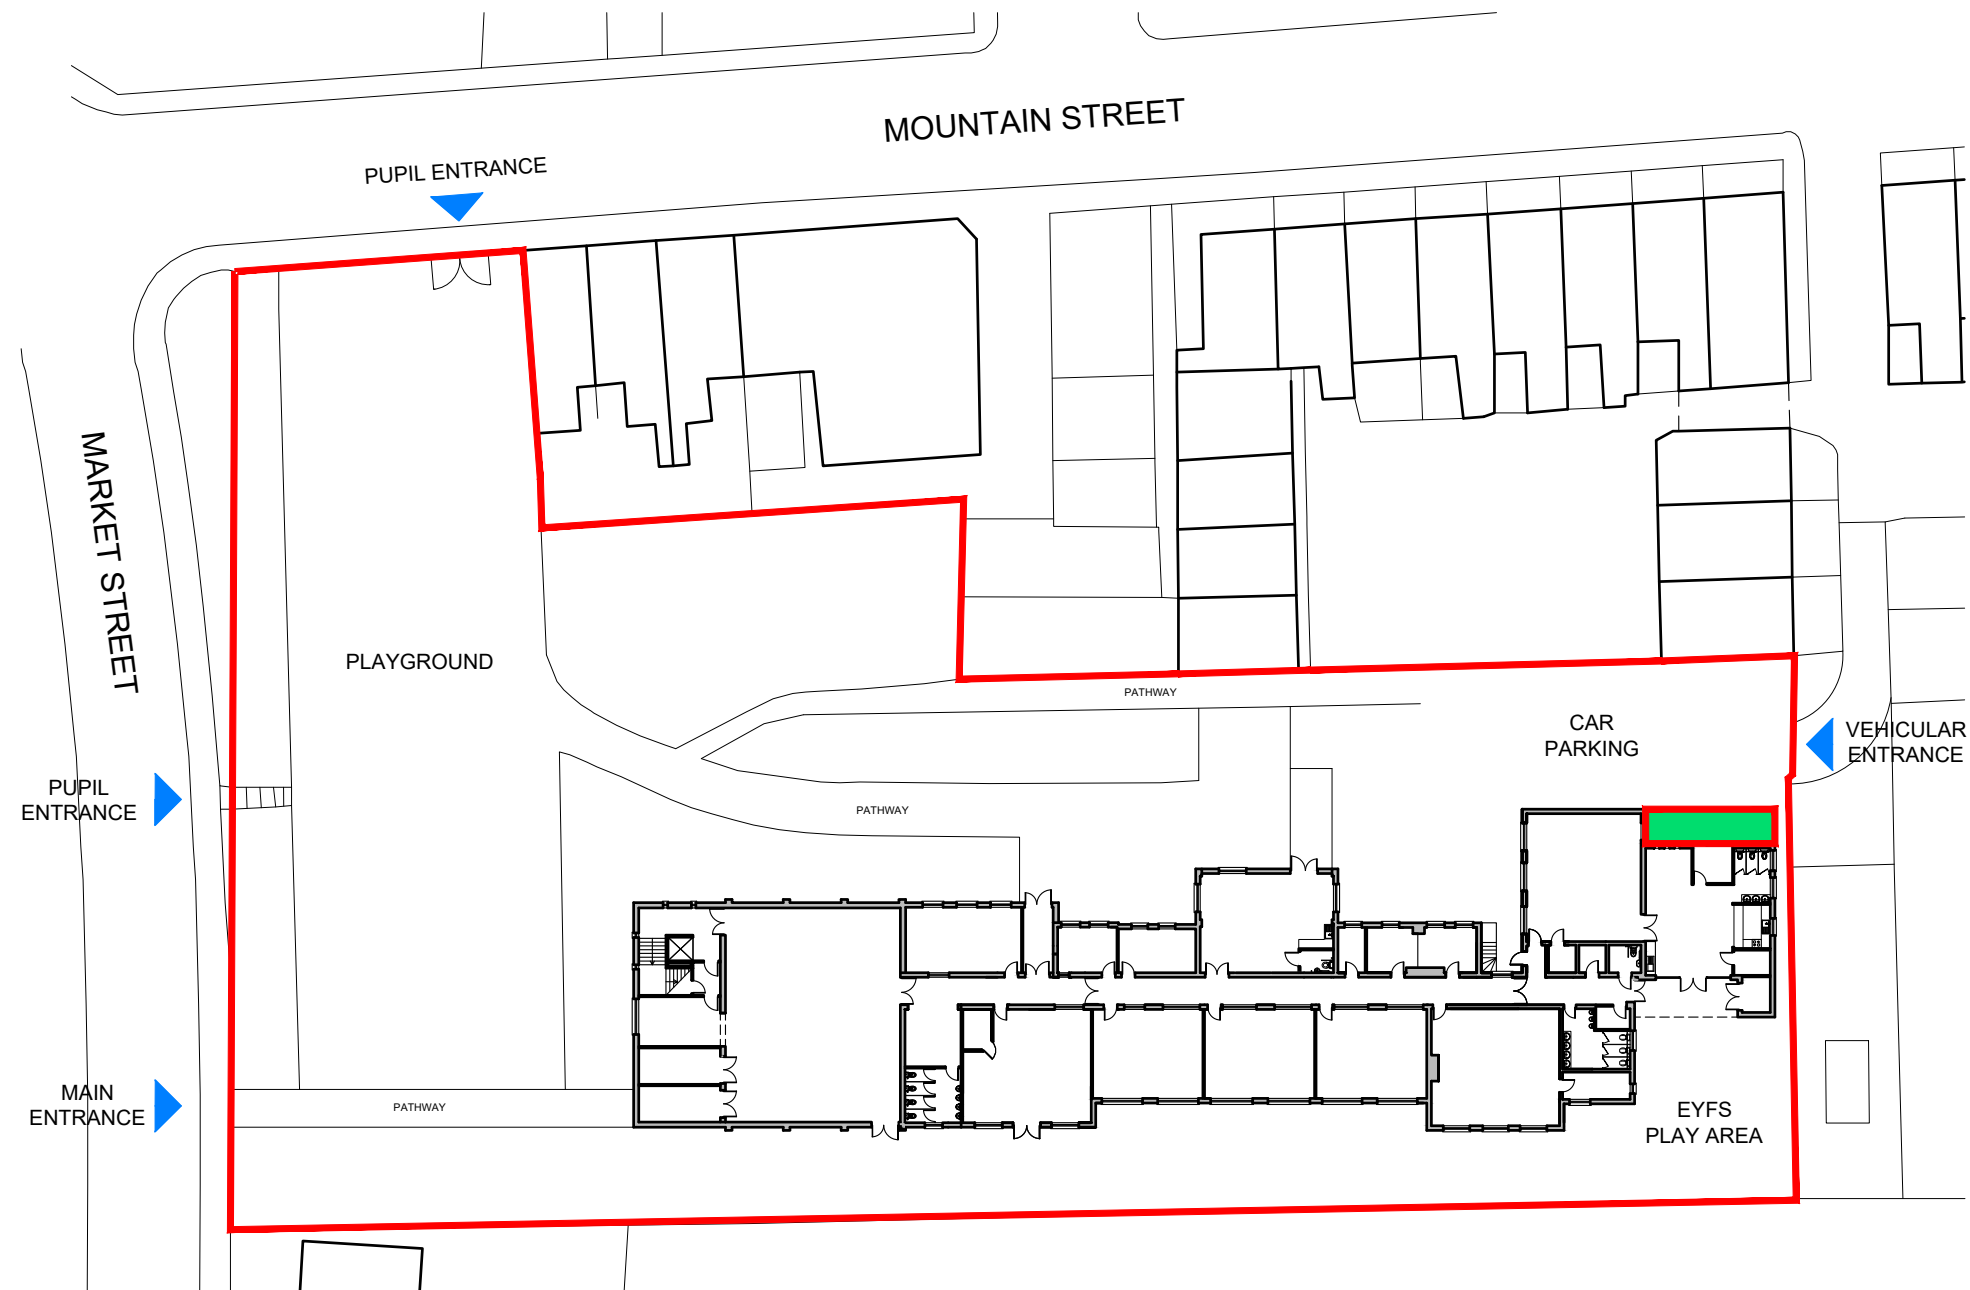 MOUNTAIN STREET
PUPIL ENTRANCE
MARKET STREET
PLAYGROUND
PATHWAY
CAR
PARKING
VEHICULAR
ENTRANCE
PUPIL
ENTRANCE
PATHWAY
MAIN
ENTRANCE
PATHWAY
EYFS
PLAY AREA